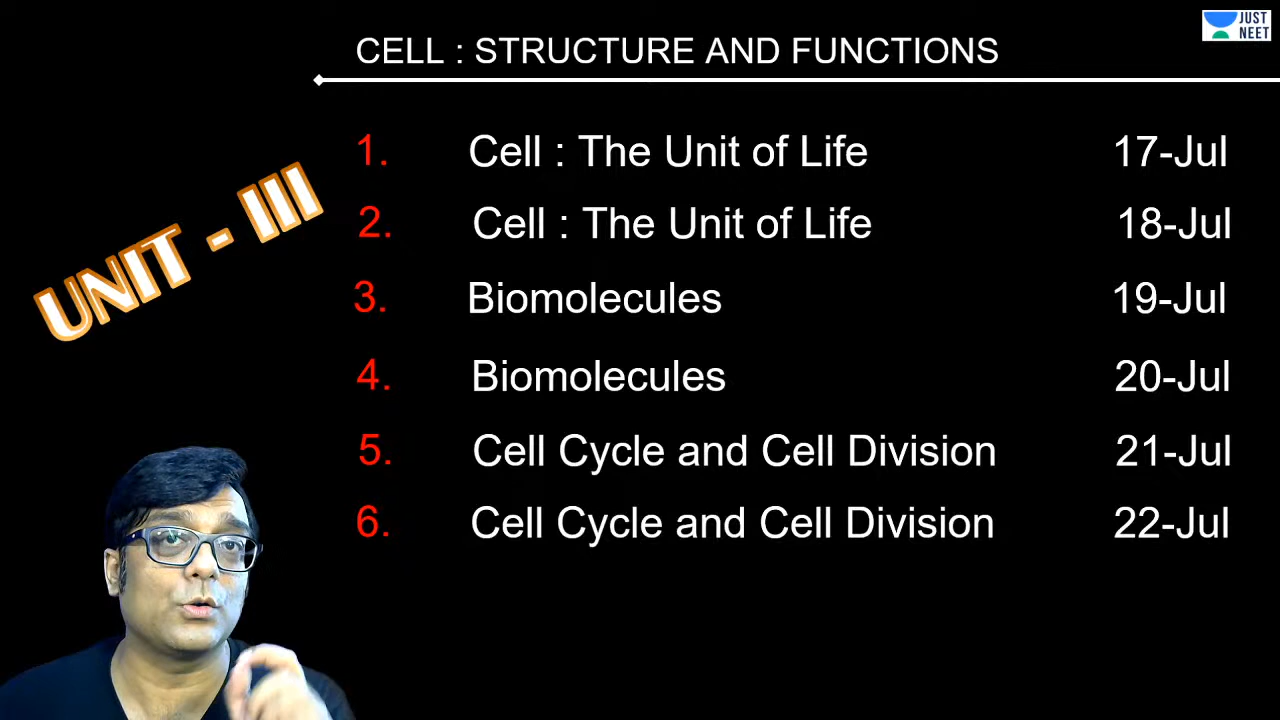 JUST
NEET
CELL : STRUCTURE AND FUNCTIONS
UNIT - III
1. Cell : The Unit of Life 17-Jul
2. Cell : The Unit of Life 18-Jul
3. Biomolecules 19-Jul
4. Biomolecules 20-Jul
5. Cell Cycle and Cell Division 21-Jul
6. Cell Cycle and Cell Division 22-Jul